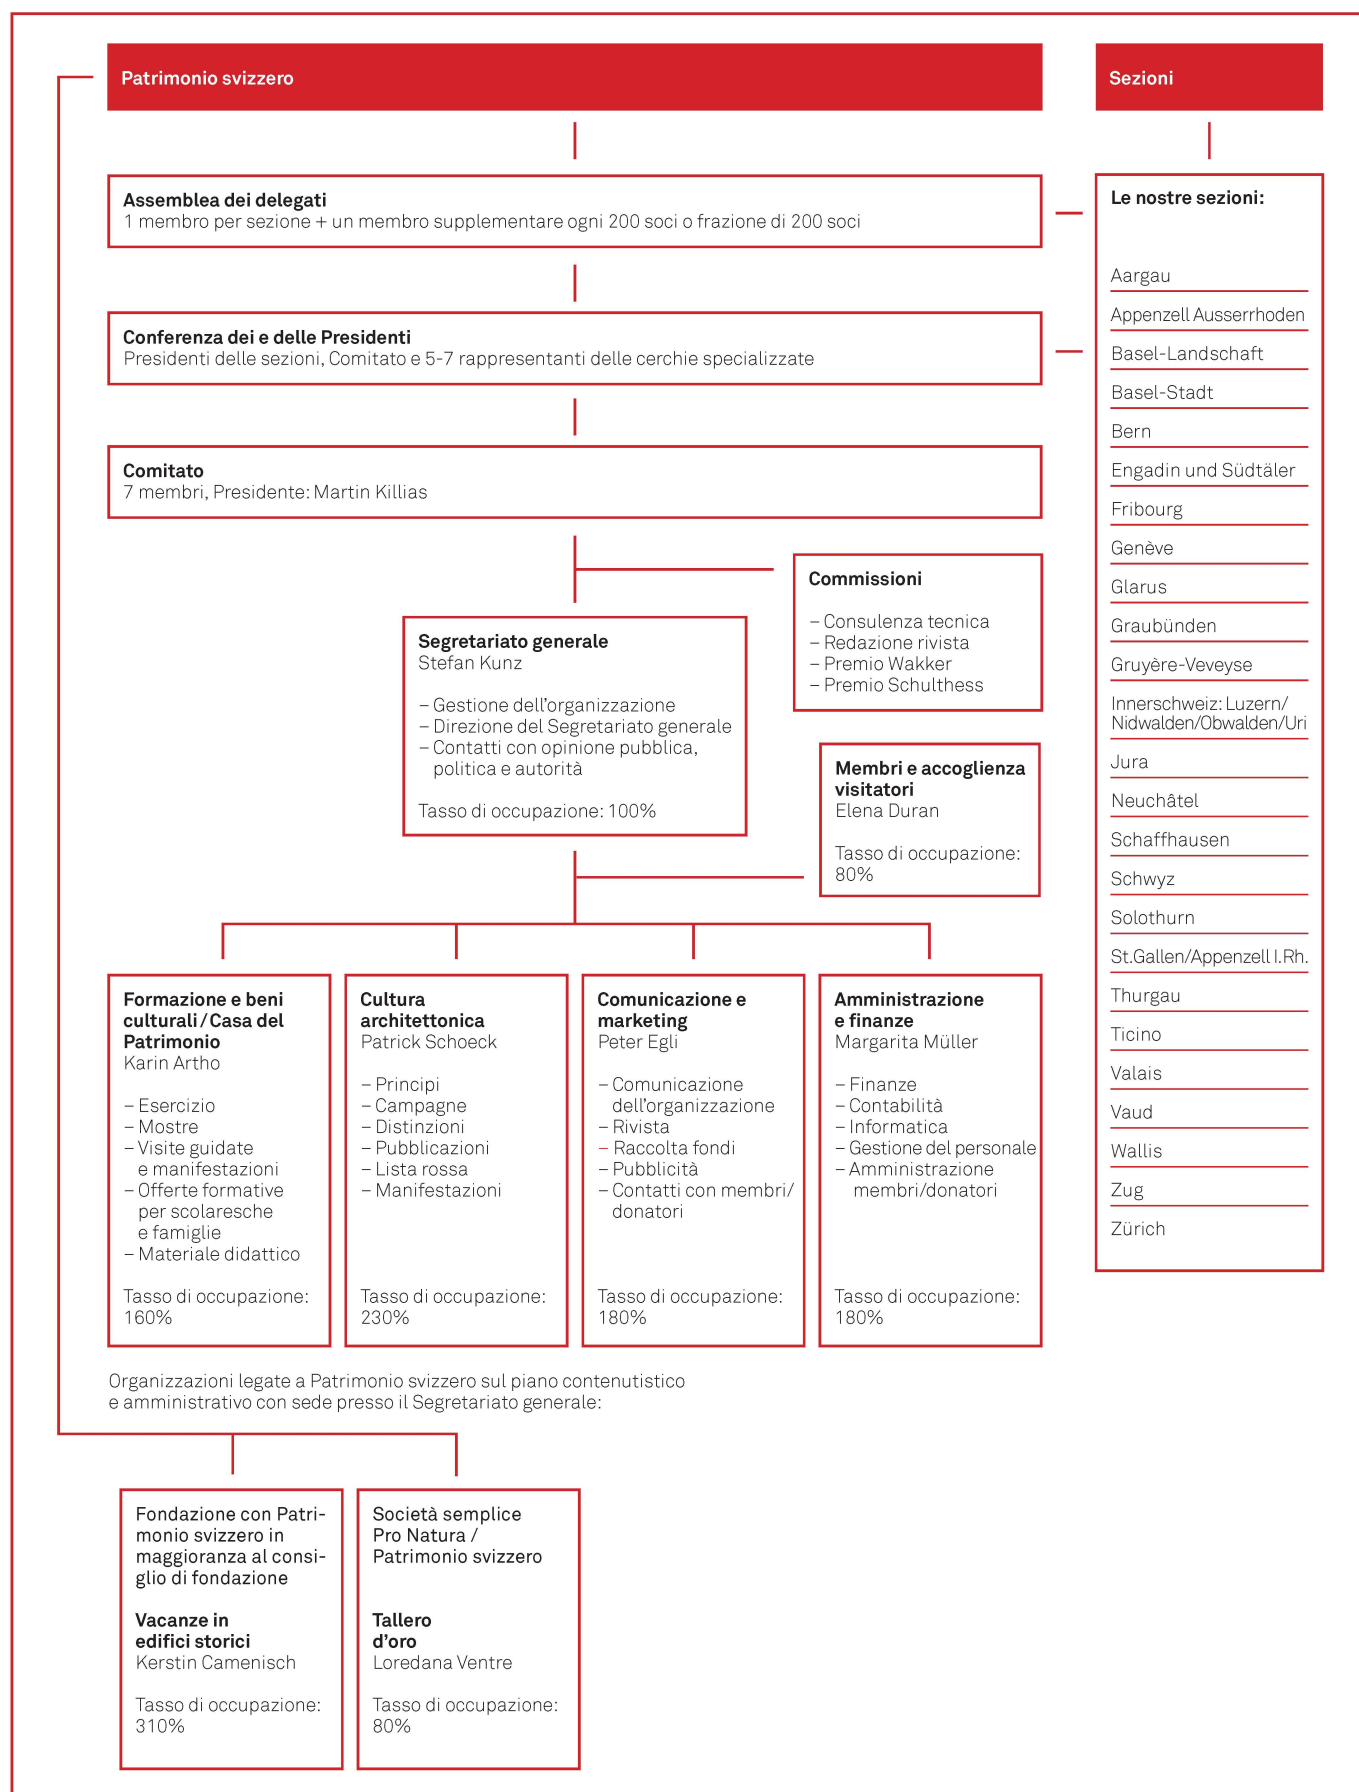 Patrimonio svizzero
Assemblea dei delegati
1 membro per sezione + un membro supplementare ogni 200 soci o frazione di 200 soci
Conferenza dei e delle Presidenti
Presidenti delle sezioni, Comitato e 5-7 rappresentanti delle cerchie specializzate
Comitato
7 membri, Presidente: Martin Killias
Commissioni
– Consulenza tecnica
– Redazione rivista
– Premio Wakker
– Premio Schulthess
Segretariato generale
Stefan Kunz
– Gestione dell'organizzazione
– Direzione del Segretariato generale
– Contatti con opinione pubblica,
politica e autorità
Tasso di occupazione: 100%
Membri e accoglienza
visitatori
Elena Duran
Tasso di occupazione:
80%
Formazione e beni
culturali / Casa del
Patrimonio
Karin Artho
– Esercizio
– Mostre
– Visite guidate
e manifestazioni
– Offerte formative
per scolaresche
e famiglie
– Materiale didattico
Tasso di occupazione:
160%
Cultura
architettonica
Patrick Schoeck
– Principi
– Campagne
– Distinzioni
– Pubblicazioni
– Lista rossa
– Manifestazioni
Tasso di occupazione:
230%
Comunicazione e
marketing
Peter Egli
– Comunicazione
dell'organizzazione
– Rivista
– Raccolta fondi
– Pubblicità
– Contatti con membri/
donatori
Tasso di occupazione:
180%
Amministrazione
e finanze
Margarita Müller
– Finanze
– Contabilità
– Informatica
– Gestione del personale
– Amministrazione
membri/donatori
Tasso di occupazione:
180%
Organizzazioni legate a Patrimonio svizzero sul piano contenutistico
e amministrativo con sede presso il Segretariato generale:
Fondazione con Patri-
monio svizzero in
maggioranza al consi-
glio di fondazione
Vacanze in
edifici storici
Kerstin Camenisch
Tasso di occupazione:
310%
Società semplice
Pro Natura /
Patrimonio svizzero
Tallero
d'oro
Loredana Ventre
Tasso di occupazione:
80%
Sezioni
Le nostre sezioni:
Aargau
Appenzell Ausserrhoden
Basel-Landschaft
Basel-Stadt
Bern
Engadin und Südtäler
Fribourg
Genève
Glarus
Graubünden
Gruyère-Veveyse
Innerschweiz: Luzern/
Nidwalden/Obwalden/Uri
Jura
Neuchâtel
Schaffhausen
Schwyz
Solothurn
St.Gallen/Appenzell I.Rh.
Thurgau
Ticino
Valais
Vaud
Wallis
Zug
Zürich